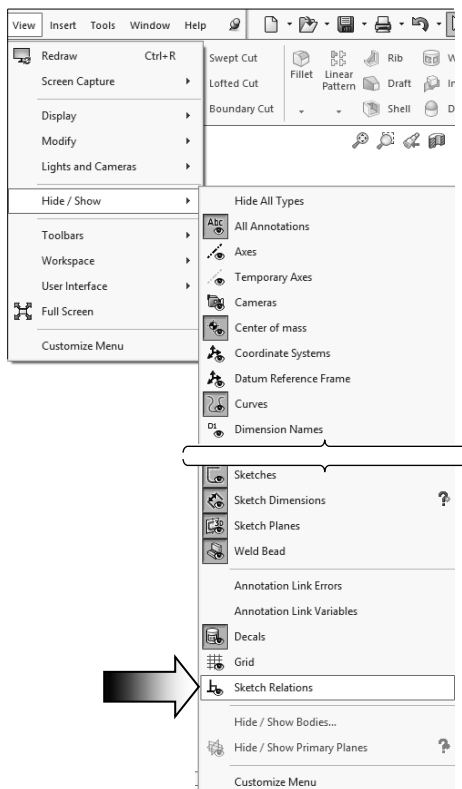 View Insert Tools Window Help
Redraw Ctrl+R
Screen Capture
Display
Modify
Lights and Cameras
Hide / Show
Toolbars
Workspace
User Interface
Full Screen
Customize Menu
Swept Cut
Lofted Cut
Boundary Cut
Fillet
Linear
Pattern
Rib
Draft
Shell
W
In
D
Hide All Types
Abc
All Annotations
Axes
Temporary Axes
Cameras
Center of mass
Coordinate Systems
Datum Reference Frame
Curves
D1
Dimension Names
Sketches
Sketch Dimensions
?
3D
Sketch Planes
Weld Bead
Annotation Link Errors
Annotation Link Variables
Decals
Grid
Sketch Relations
Hide / Show Bodies...
Hide / Show Primary Planes
?
Customize Menu